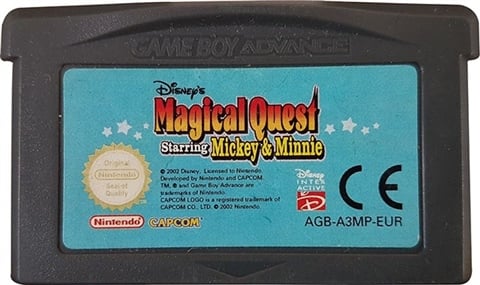 GAME BOY ADVANCE
Disney's
Magical Quest
Starring Mickey & Minnie
Original
Nintendo
Seal of
Quality
© 2002 Disney. Licensed to Nintendo.
Developed by Nintendo and CAPCOM.
TM, ® and Game Boy Advance are
trademarks of Nintendo.
CAPCOM LOGO is a registered trademark of
CAPCOM CO., LTD. © 2002 Nintendo.
Disney
INTER
ACTIVE
CE
Nintendo
CAPCOM
AGB-A3MP-EUR